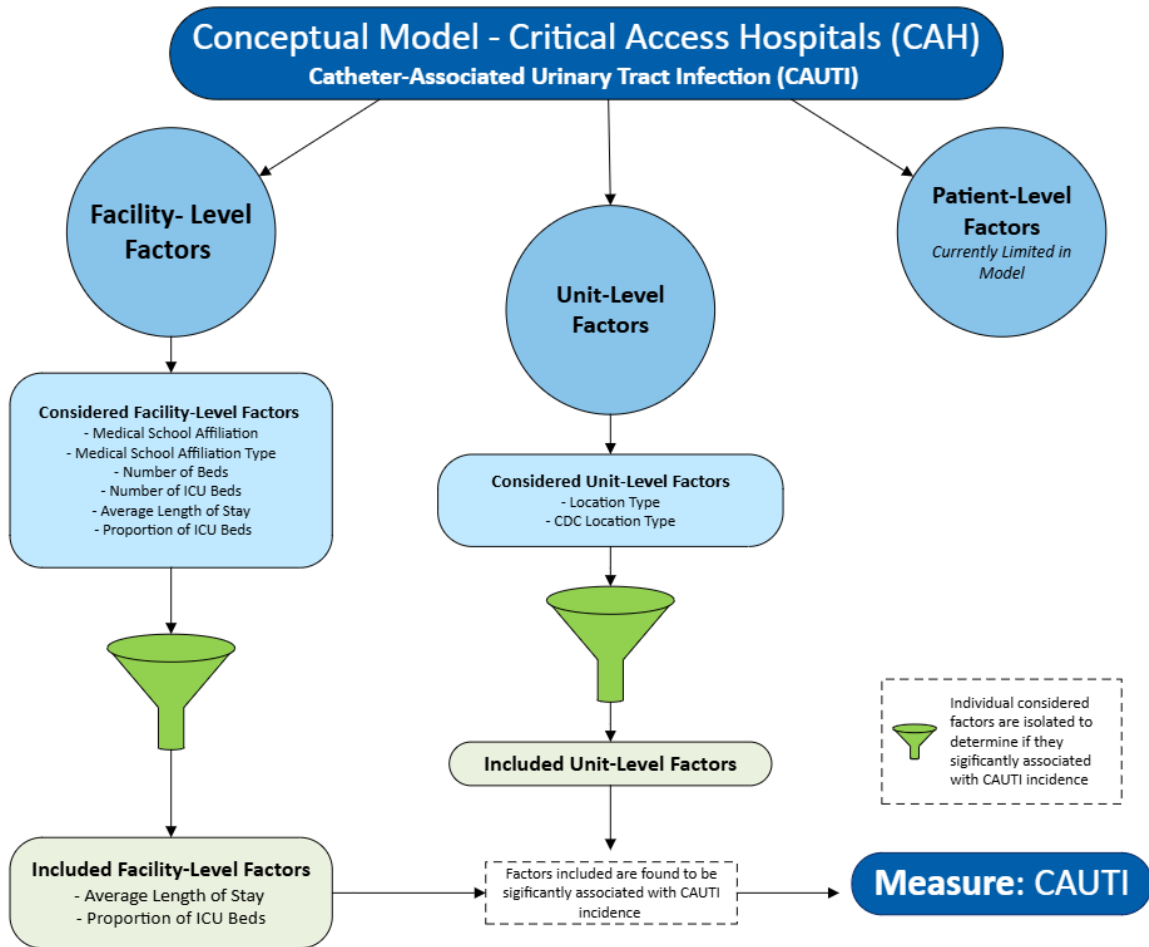 Conceptual Model - Critical Access Hospitals (CAH)
Catheter-Associated Urinary Tract Infection (CAUTI)
Facility- Level
Factors
Unit-Level
Factors
Patient-Level
Factors
Currently Limited in
Model
Considered Facility-Level Factors
- Medical School Affiliation
- Medical School Affiliation Type
- Number of Beds
- Number of ICU Beds
- Average Length of Stay
- Proportion of ICU Beds
Considered Unit-Level Factors
- Location Type
- CDC Location Type
Individual considered
factors are isolated to
determine if they
sigificantly associated
with CAUTI incidence
Included Unit-Level Factors
Included Facility-Level Factors
- Average Length of Stay
- Proportion of ICU Beds
Factors included are found to be
sigificantly associated with CAUTI
incidence
Measure: CAUTI